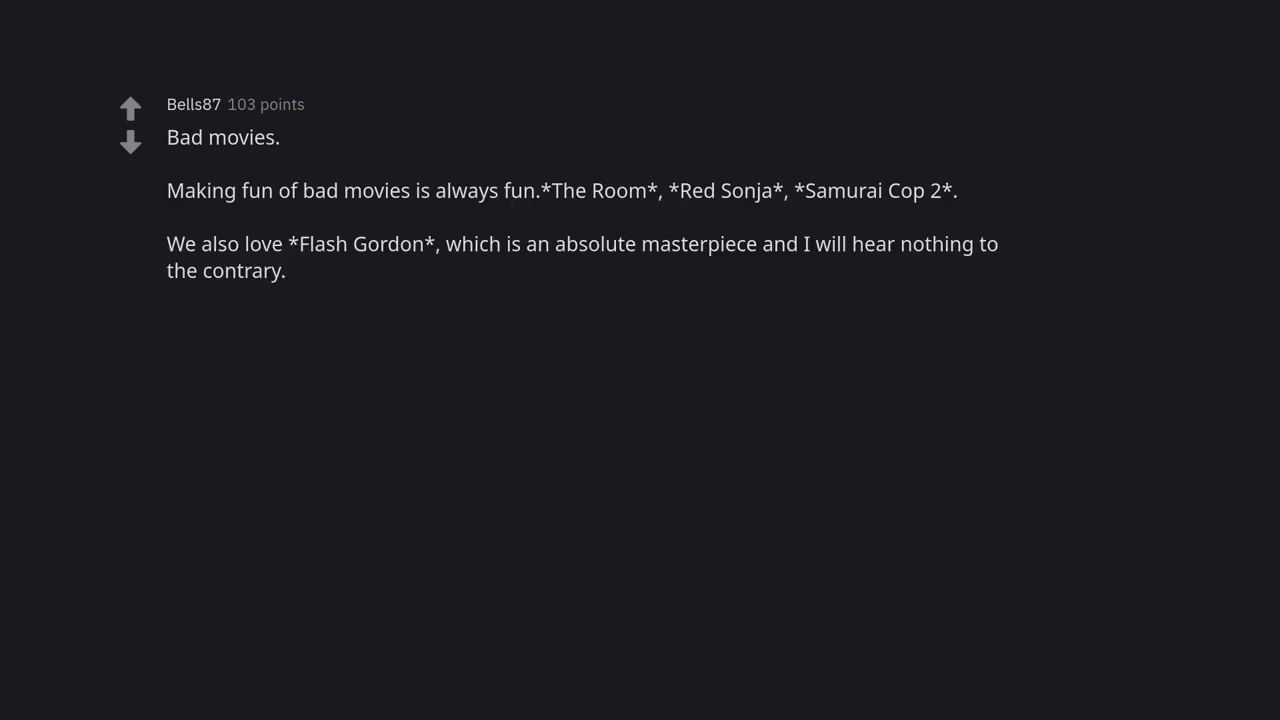 Bells87 103 points
Bad movies.
Making fun of bad movies is always fun.*The Room*, *Red Sonja*, *Samurai Cop 2*.
We also love *Flash Gordon*, which is an absolute masterpiece and I will hear nothing to
the contrary.